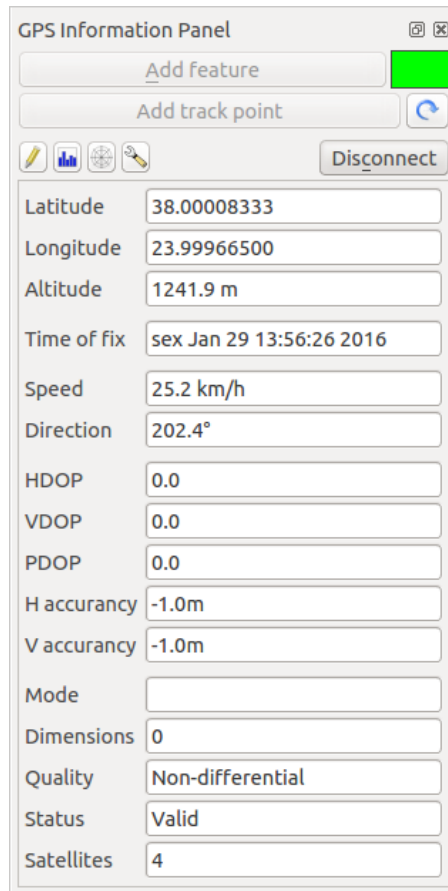 GPS Information Panel
Add feature
Add track point
Disconnect
Latitude 38.00008333
Longitude 23.99966500
Altitude 1241.9 m
Time of fix sex Jan 29 13:56:26 2016
Speed 25.2 km/h
Direction 202.4°
HDOP 0.0
VDOP 0.0
PDOP 0.0
H accurancy -1.0m
V accurancy -1.0m
Mode
Dimensions 0
Quality Non-differential
Status Valid
Satellites 4